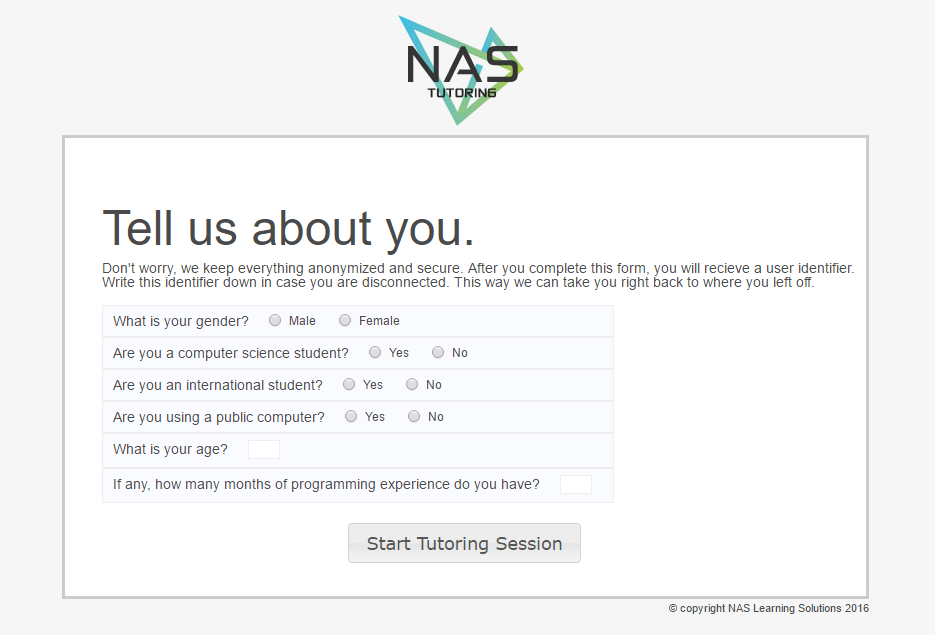 NAS
TUTORING
Tell us about you.
Don't worry, we keep everything anonymized and secure. After you complete this form, you will recieve a user identifier.
Write this identifier down in case you are disconnected. This way we can take you right back to where you left off.
What is your gender? Male Female
Are you a computer science student? Yes No
Are you an international student? Yes No
Are you using a public computer? Yes No
What is your age?
If any, how many months of programming experience do you have?
Start Tutoring Session
© copyright NAS Learning Solutions 2016